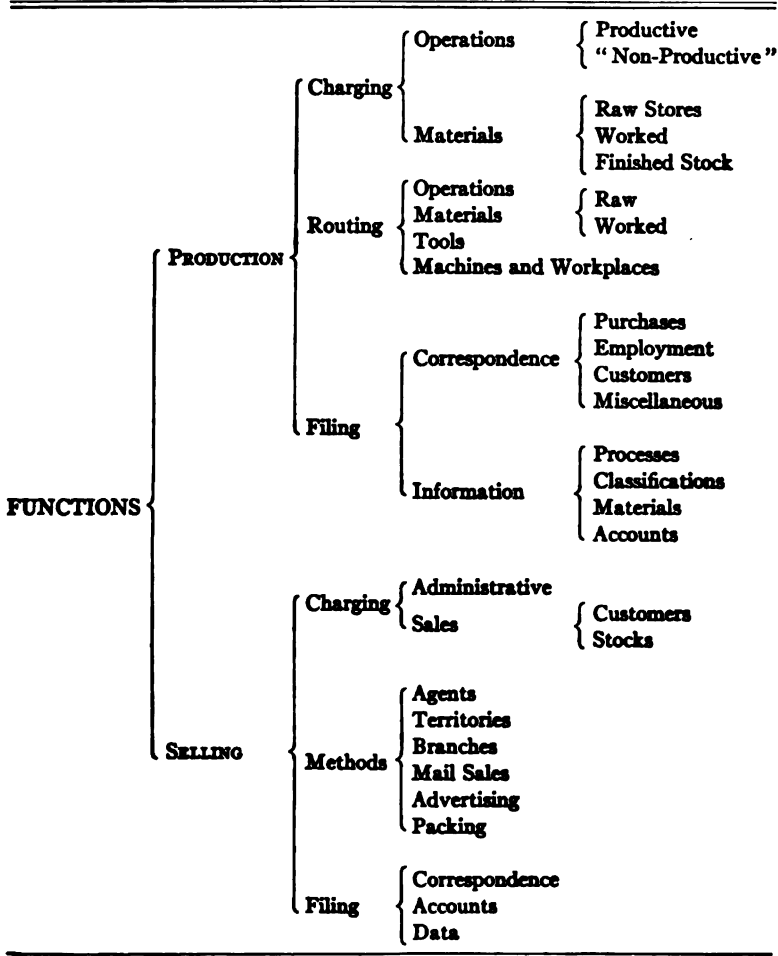 Operations Productive
“Non-Productive”
Charging
Raw Stores
Materials Worked
Finished Stock
Operations
Materials Raw
Routing Worked
Tools
PRODUCTION Machines and Workplaces
Purchases
Correspondence Employment
Customers
Miscellaneous
Filing
Processes
Classifications
Information Materials
FUNCTIONS Accounts
Administrative
Charging Customers
Sales Stocks
Agents
Territories
SELLING Branches
Methods Mail Sales
Advertising
Packing
Correspondence
Filing Accounts
Data